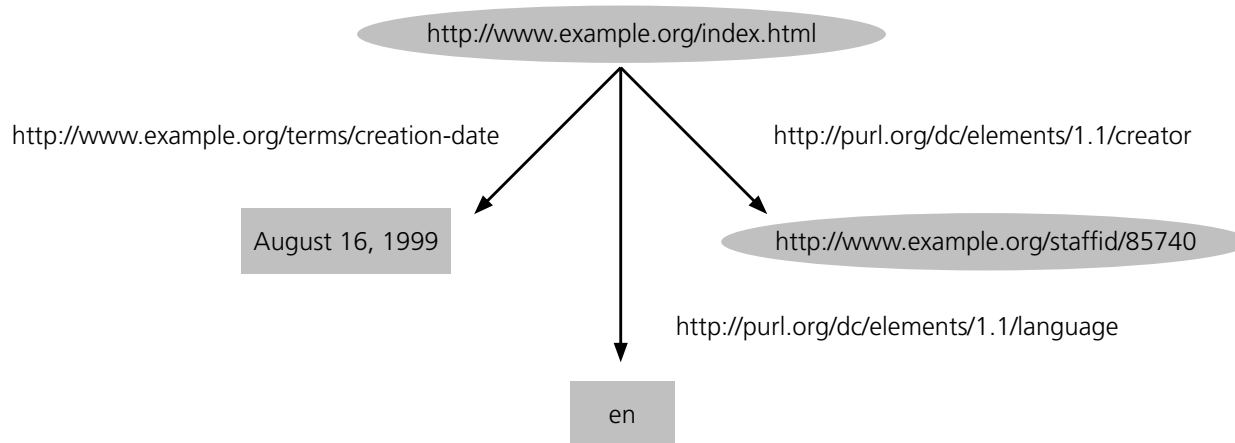 http://www.example.org/index.html
http://www.example.org/terms/creation-date
http://purl.org/dc/elements/1.1/creator
August 16, 1999
http://www.example.org/staffid/85740
http://purl.org/dc/elements/1.1/language
en